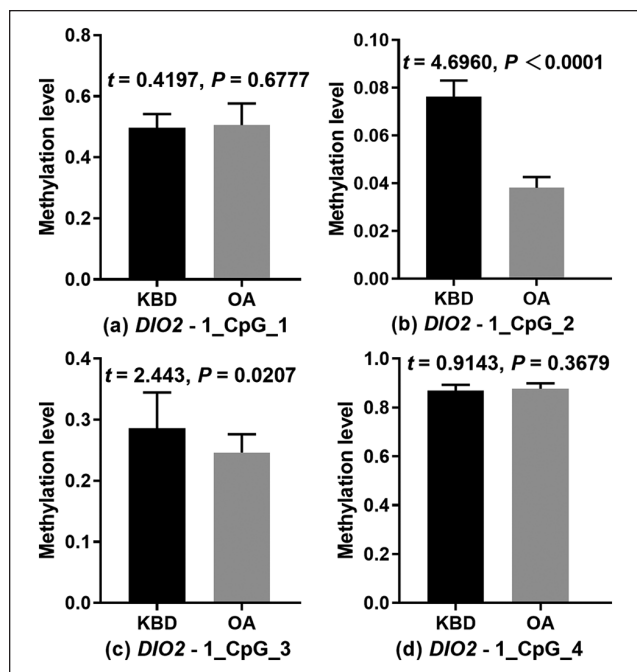 t = 0.4197, P = 0.6777
Methylation level
0.8
0.6
0.4
0.2
0.0
KBD OA
(a) DIO2 - 1_CpG_1
t = 4.6960, P ＜0.0001
Methylation level
0.10
0.08
0.06
0.04
0.02
0.00
KBD OA
(b) DIO2 - 1_CpG_2
t = 2.443, P = 0.0207
Methylation level
0.4
0.3
0.2
0.1
0.0
KBD OA
(c) DIO2 - 1_CpG_3
t = 0.9143, P = 0.3679
Methylation level
1.0
0.8
0.6
0.4
0.2
0.0
KBD OA
(d) DIO2 - 1_CpG_4